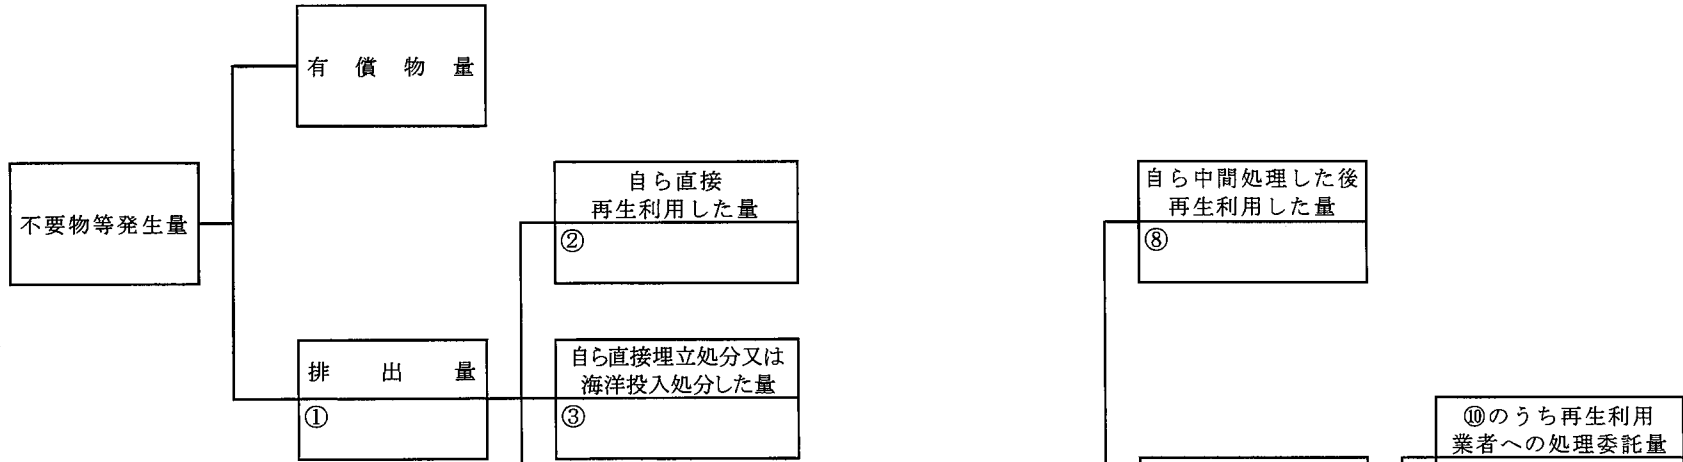 有償物量
不要物等発生量
自ら直接
再生利用した量
②
自ら中間処理した後
再生利用した量
⑧
排出量
①
自ら直接埋立処分又は
海洋投入処分した量
③
⑩のうち再生利用
業者への処理委託量